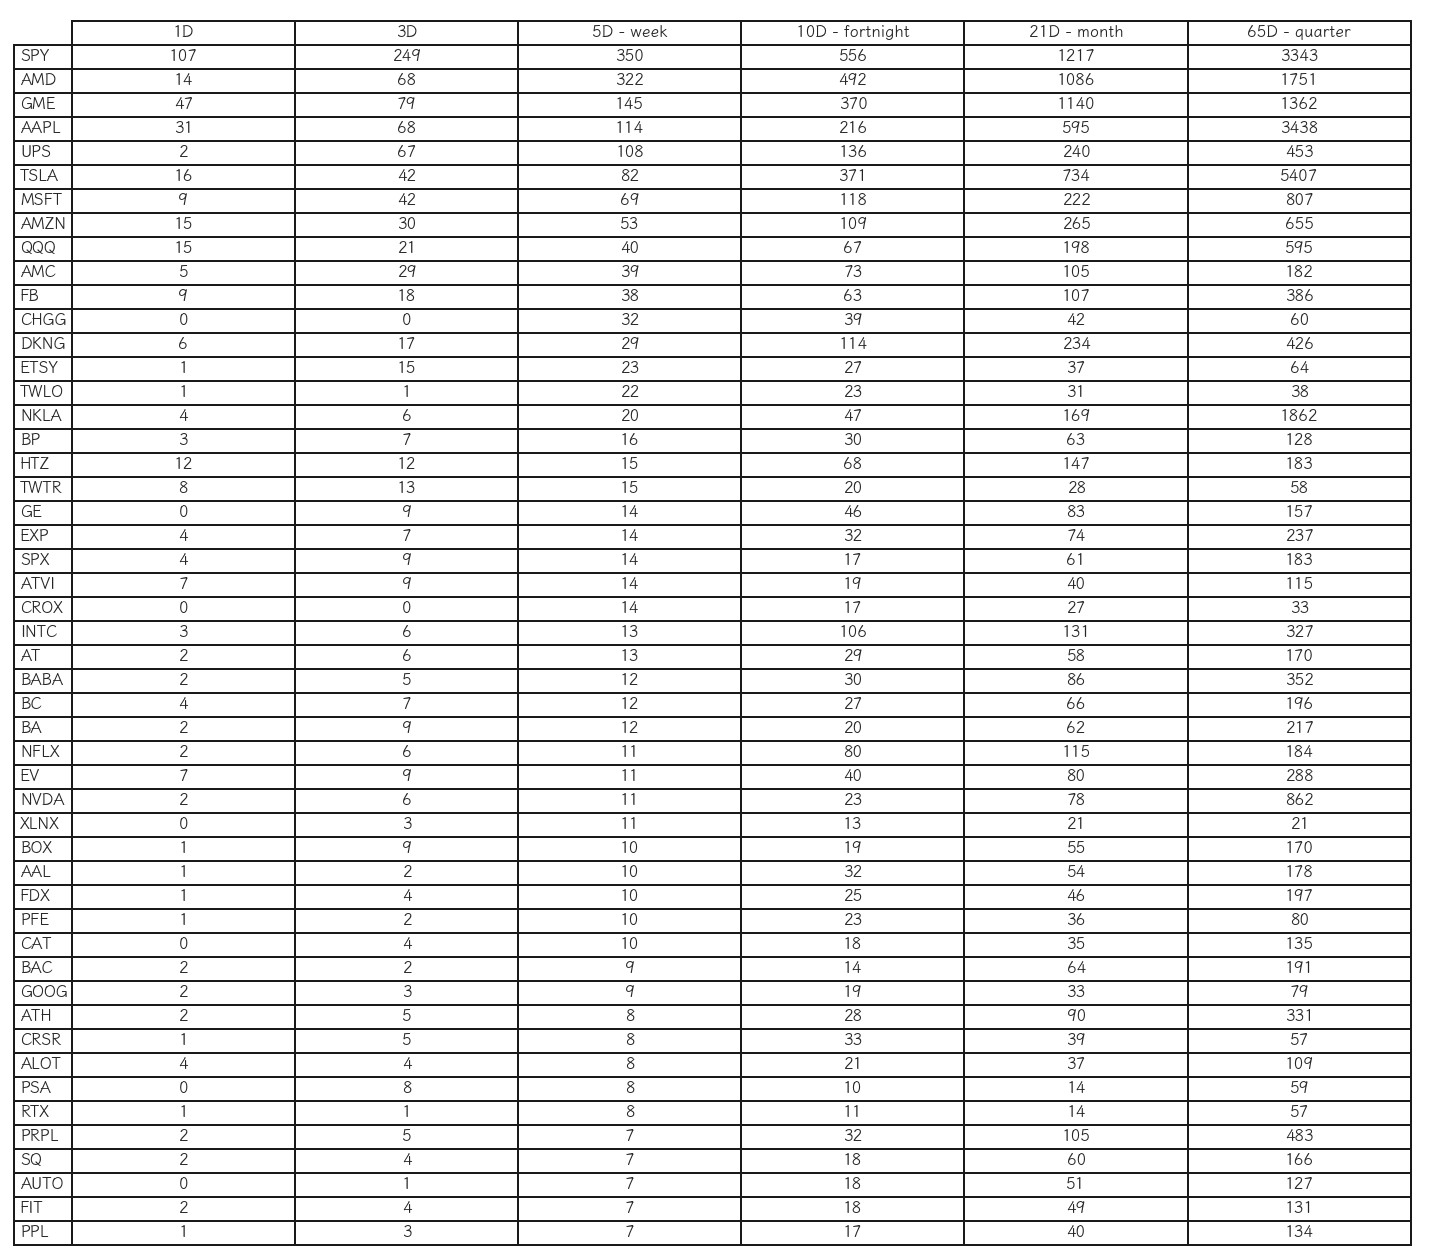 1D 3D 5D - week 10D - fortnight 21D - month 65D - quarter
SPY 107 249 350 556 1217 3343
AMD 14 68 322 492 1086 1751
GME 47 79 145 370 1140 1362
AAPL 31 68 114 216 595 3438
UPS 2 67 108 136 240 453
TSLA 16 42 82 371 734 5407
MSFT 9 42 69 118 222 807
AMZN 15 30 53 109 265 655
QQQ 15 21 40 67 198 595
AMC 5 29 39 73 105 182
FB 9 18 38 63 107 386
CHGG 0 0 32 39 42 60
DKNG 6 17 29 114 234 426
ETSY 1 15 23 27 37 64
TWLO 1 1 22 23 31 38
NKLA 4 6 20 47 169 1862
BP 3 7 16 30 63 128
HTZ 12 12 15 68 147 183
TWTR 8 13 15 20 28 58
GE 0 9 14 46 83 157
EXP 4 7 14 32 74 237
SPX 4 9 14 17 61 183
ATVI 7 9 14 19 40 115
CROX 0 0 14 17 27 33
INTC 3 6 13 106 131 327
AT 2 6 13 29 58 170
BABA 2 5 12 30 86 352
BC 4 7 12 27 66 196
BA 2 9 12 20 62 217
NFLX 2 6 11 80 115 184
EV 7 9 11 40 80 288
NVDA 2 6 11 23 78 862
XLNX 0 3 11 13 21 21
BOX 1 9 10 19 55 170
AAL 1 2 10 32 54 178
FDX 1 4 10 25 46 197
PFE 1 2 10 23 36 80
CAT 0 4 10 18 35 135
BAC 2 2 9 14 64 191
GOOG 2 3 9 19 33 79
ATH 2 5 8 28 90 331
CRSR 1 5 8 33 39 57
ALOT 4 4 8 21 37 109
PSA 0 8 8 10 14 59
RTX 1 1 8 11 14 57
PRPL 2 5 7 32 105 483
SQ 2 4 7 18 60 166
AUTO 0 1 7 18 51 127
FIT 2 4 7 18 49 131
PPL 1 3 7 17 40 134